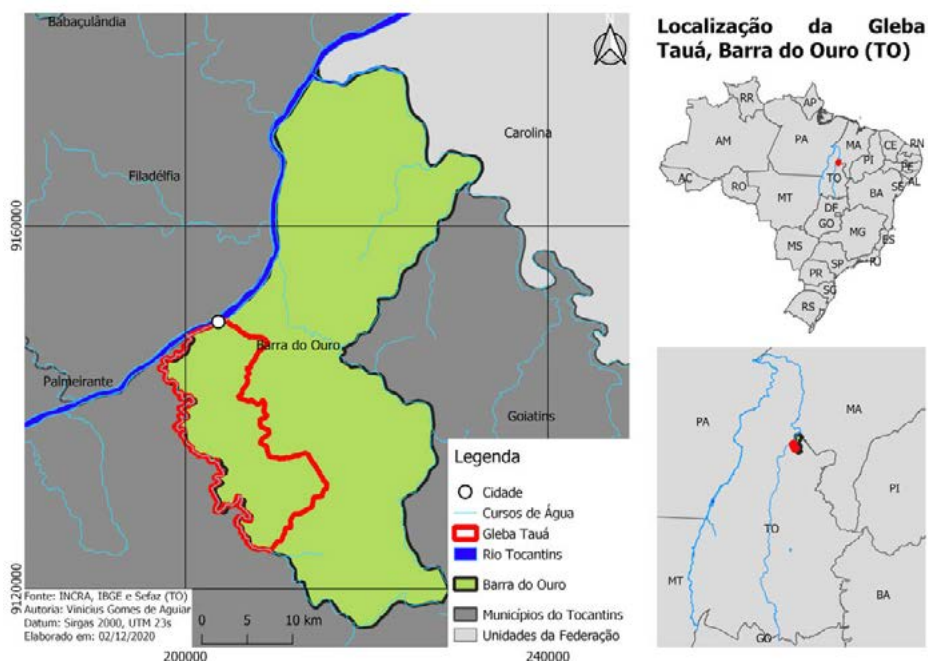 Babaçulândia
N
Carolina
Filadélfia
9160000
Barra do Ouro
Palmeirante
Goiatins
Legenda
Cidade
Cursos de Água
Gleba Tauá
Rio Tocantins
Barra do Ouro
Municípios do Tocantins
Unidades da Federação
9120000
Fonte: INCRA, IBGE e Sefaz (TO)
Autoria: Vinicius Gomes de Aguiar
Datum: Sirgas 2000, UTM 23s
Elaborado em: 02/12/2020
0 5 10 km
200000
240000
Localização da Gleba
Tauá, Barra do Ouro (TO)
RR
AP
AM
PA
MA
CE
RN
PI
PB
PE
AC
AL
TO
SE
RO
BA
MT
DF
GO
MG
MS
ES
SP
RJ
PR
SC
RS
PA
MA
PI
TO
MT
BA
GO